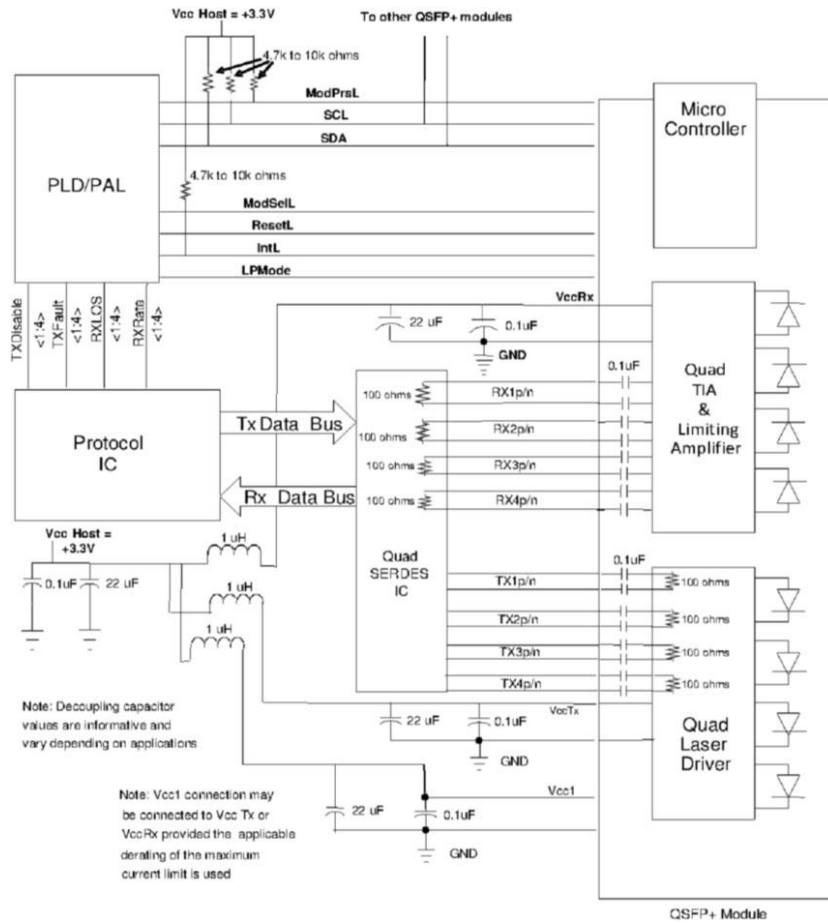 Vcc Host = +3.3V
To other QSFP+ modules
4.7k to 10k ohms
ModPrsL
SCL
SDA
PLD/PAL
4.7k to 10k ohms
ModSelL
ResetL
IntL
LPMode
Micro
Controller
TXDisable
<1:4>
TXFault
<1:4>
RXLOS
<1:4>
RXRate
<1:4>
VccRx
22 uF
0.1uF
GND
0.1uF
100 ohms
RX1p/n
100 ohms
RX2p/n
100 ohms
RX3p/n
100 ohms
RX4p/n
Quad
TIA
&
Limiting
Amplifier
Protocol
IC
Tx Data Bus
Rx Data Bus
Vcc Host =
+3.3V
0.1uF
22 uF
1 uH
1 uH
1 uH
Quad
SERDES
IC
0.1uF
TX1p/n
100 ohms
TX2p/n
100 ohms
TX3p/n
100 ohms
TX4p/n
100 ohms
Quad
Laser
Driver
VccTx
22 uF
0.1uF
GND
Note: Decoupling capacitor
values are informative and
vary depending on applications
Vcc1
Note: Vcc1 connection may
be connected to Vcc Tx or
VccRx provided the applicable
derating of the maximum
current limit is used
22 uF
0.1uF
GND
QSFP+ Module